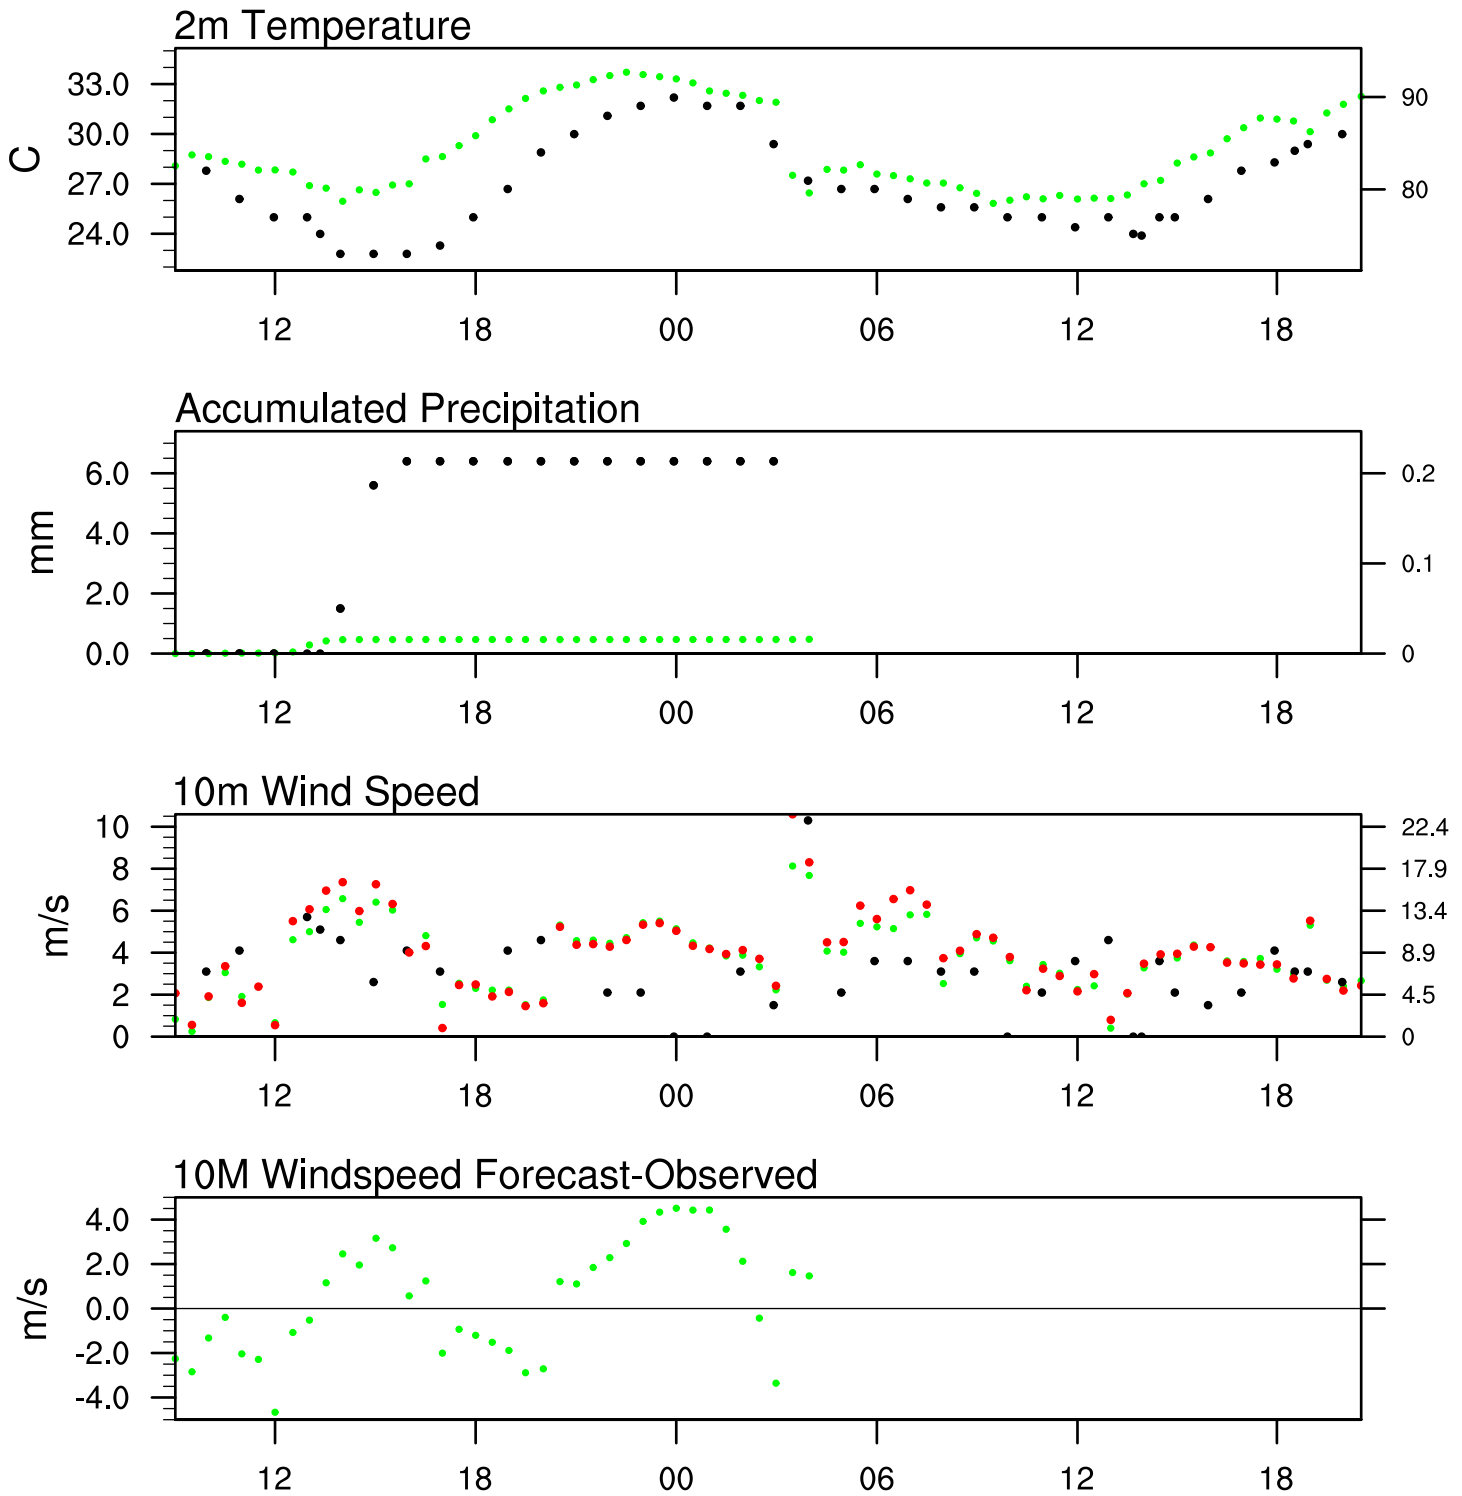 2m Temperature
33.0
30.0
27.0
24.0
C
90
80
12 18 00 06 12 18
Accumulated Precipitation
6.0
4.0
2.0
0.0
mm
0.2
0.1
0
12 18 00 06 12 18
10m Wind Speed
10
8
6
4
2
0
m/s
22.4
17.9
13.4
8.9
4.5
0
12 18 00 06 12 18
10M Windspeed Forecast-Observed
4.0
2.0
0.0
-2.0
-4.0
m/s
12 18 00 06 12 18